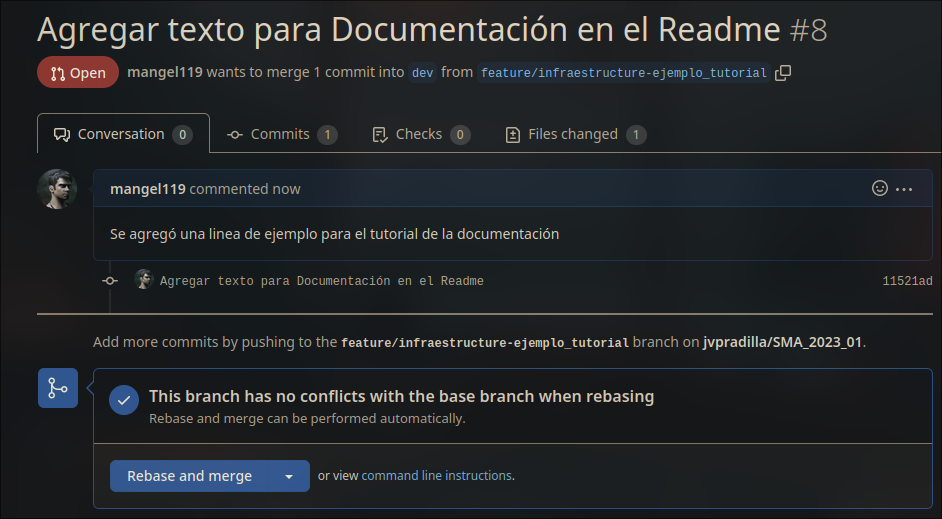 Agregar texto para Documentación en el Readme #8
Open mangel119 wants to merge 1 commit into dev from feature/infraestructure-ejemplo_tutorial
Conversation 0 Commits 1 Checks 0 Files changed 1
mangel119 commented now
Se agregó una linea de ejemplo para el tutorial de la documentación
Agregar texto para Documentación en el Readme 11521ad
Add more commits by pushing to the feature/infraestructure-ejemplo_tutorial branch on jvpradilla/SMA_2023_01.
This branch has no conflicts with the base branch when rebasing
Rebase and merge can be performed automatically.
Rebase and merge or view command line instructions.